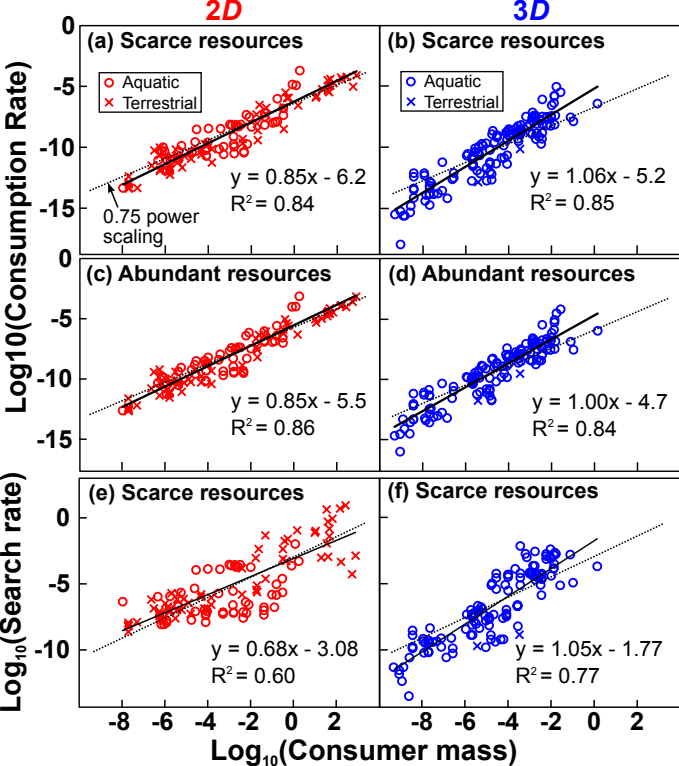 2D
3D
Log10(Consumption Rate)
0
-5
-10
-15
(a) Scarce resources
Aquatic
Terrestrial
y = 0.85x - 6.2
R² = 0.84
0.75 power
scaling
(b) Scarce resources
Aquatic
Terrestrial
y = 1.06x - 5.2
R² = 0.85
0
-5
-10
-15
(c) Abundant resources
y = 0.85x - 5.5
R² = 0.86
(d) Abundant resources
y = 1.00x - 4.7
R² = 0.84
Log₁₀(Search rate)
0
-5
-10
(e) Scarce resources
y = 0.68x - 3.08
R² = 0.60
(f) Scarce resources
y = 1.05x - 1.77
R² = 0.77
-8 -6 -4 -2 0 2
-8 -6 -4 -2 0 2
Log₁₀(Consumer mass)